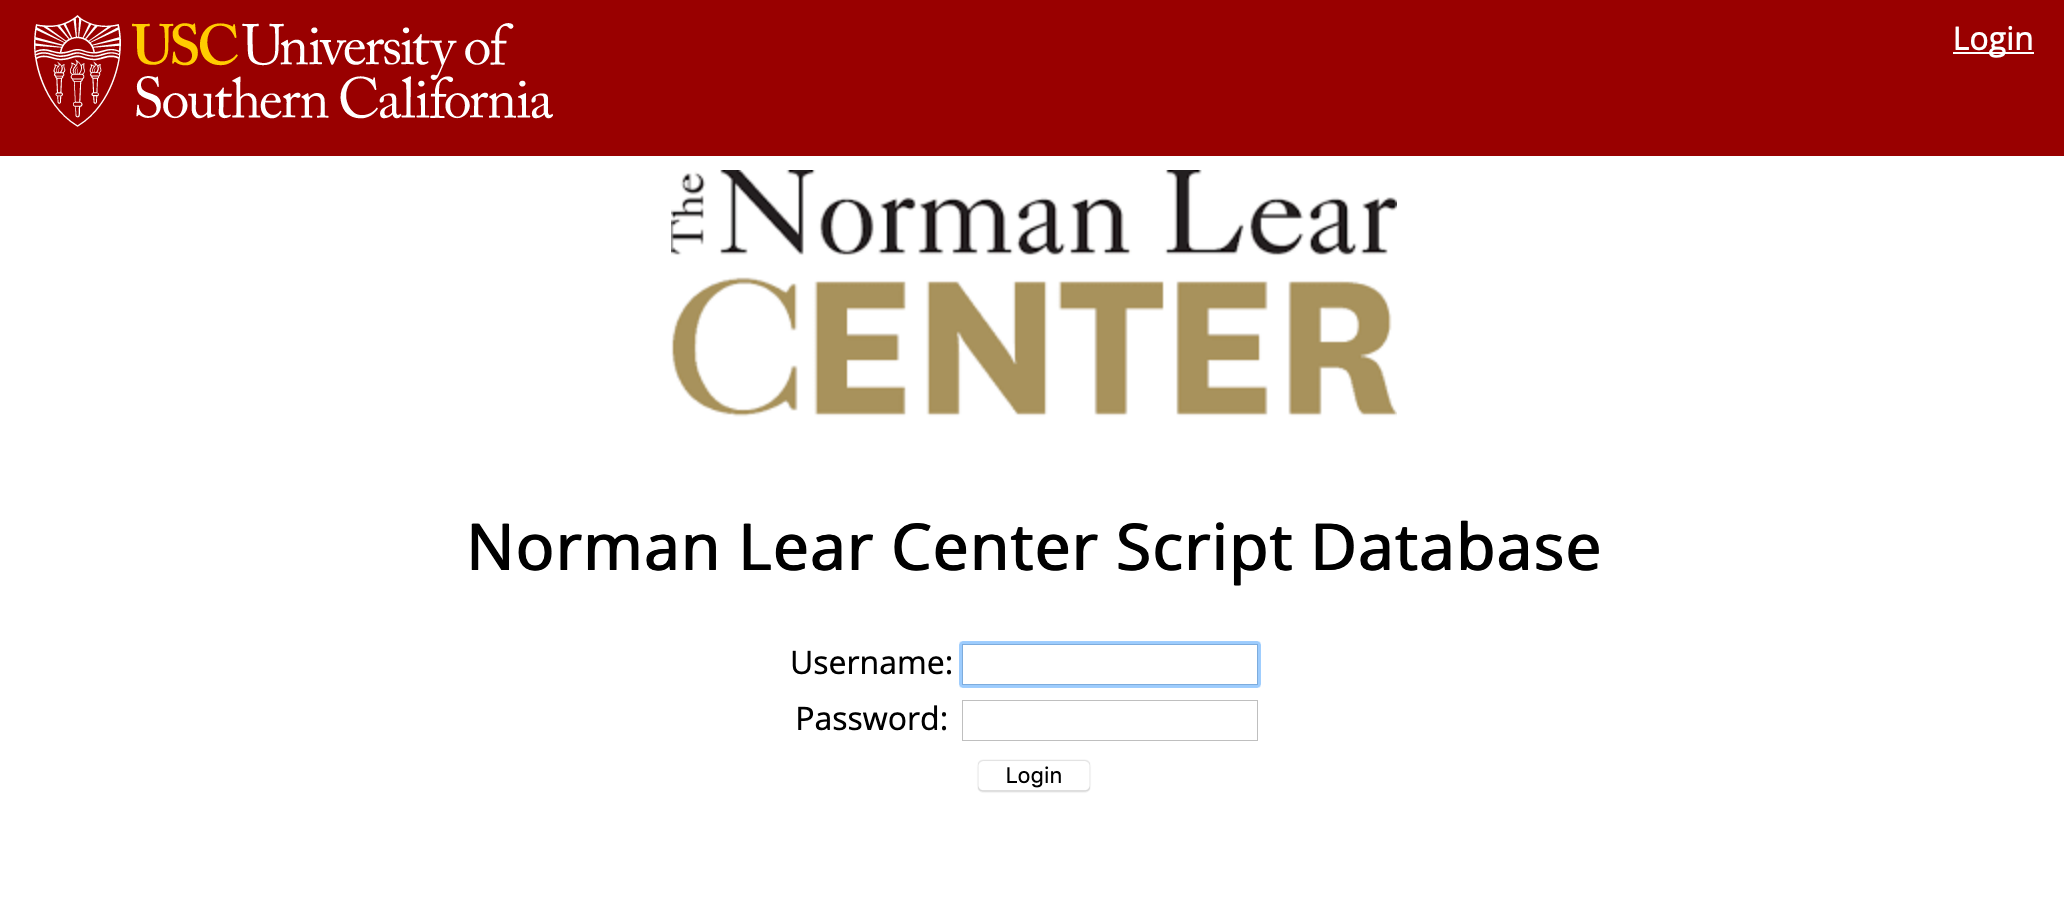 USC University of
Southern California
Login
The Norman Lear
CENTER
Norman Lear Center Script Database
Username:
Password:
Login